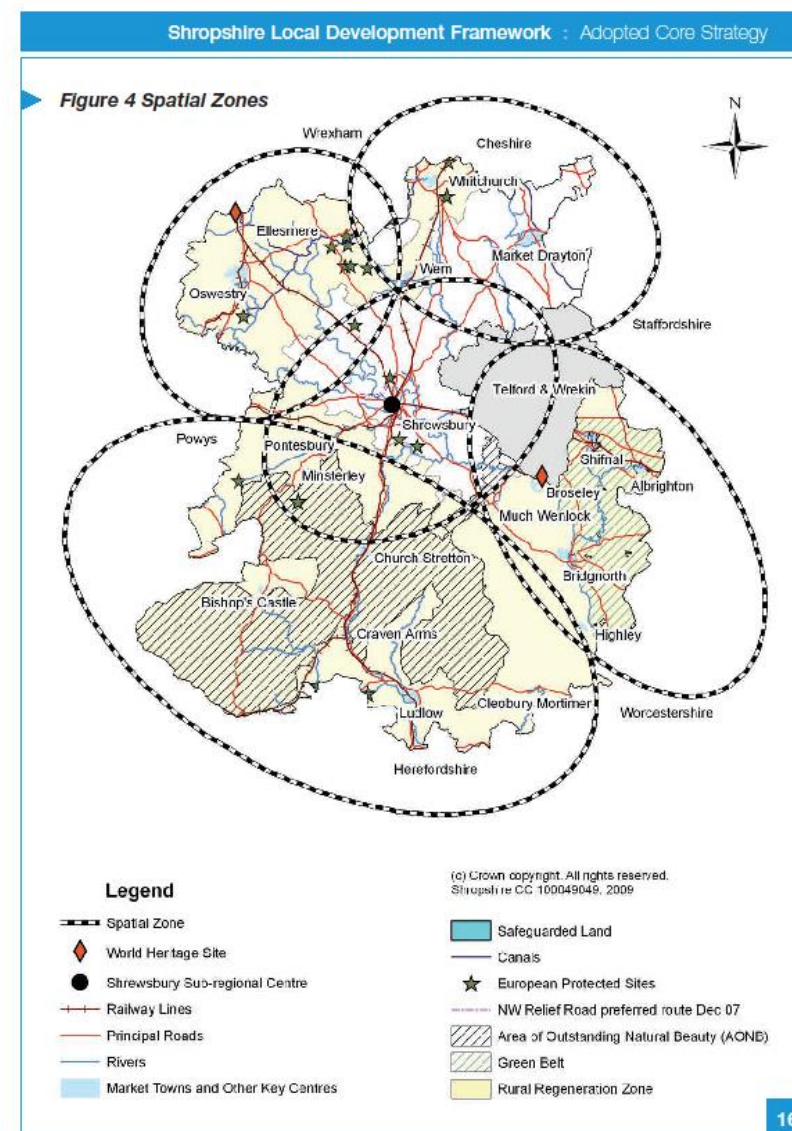 Shropshire Local Development Framework : Adopted Core Strategy
Figure 4 Spatial Zones
N
Wrexham
Cheshire
Whitchurch
Ellesmere
Market Drayton
Wem
Oswestry
Staffordshire
Telford & Wrekin
Shrewsbury
Powys
Pontesbury
Shifnal
Minsterley
Albrighton
Broseley
Much Wenlock
Church Stretton
Bridgnorth
Bishop's Castle
Craven Arms
Highley
Cleobury Mortimer
Ludlow
Worcestershire
Herefordshire
Legend
Spatial Zone
World Heritage Site
Shrewsbury Sub-regional Centre
Railway Lines
Principal Roads
Rivers
Market Towns and Other Key Centres
(c) Crown copyright. All rights reserved.
Shropshire CC 100049049. 2009
Safeguarded Land
Canals
European Protected Sites
NW Relief Road preferred route Dec 07
Area of Outstanding Natural Beauty (AONB)
Green Belt
Rural Regeneration Zone
16